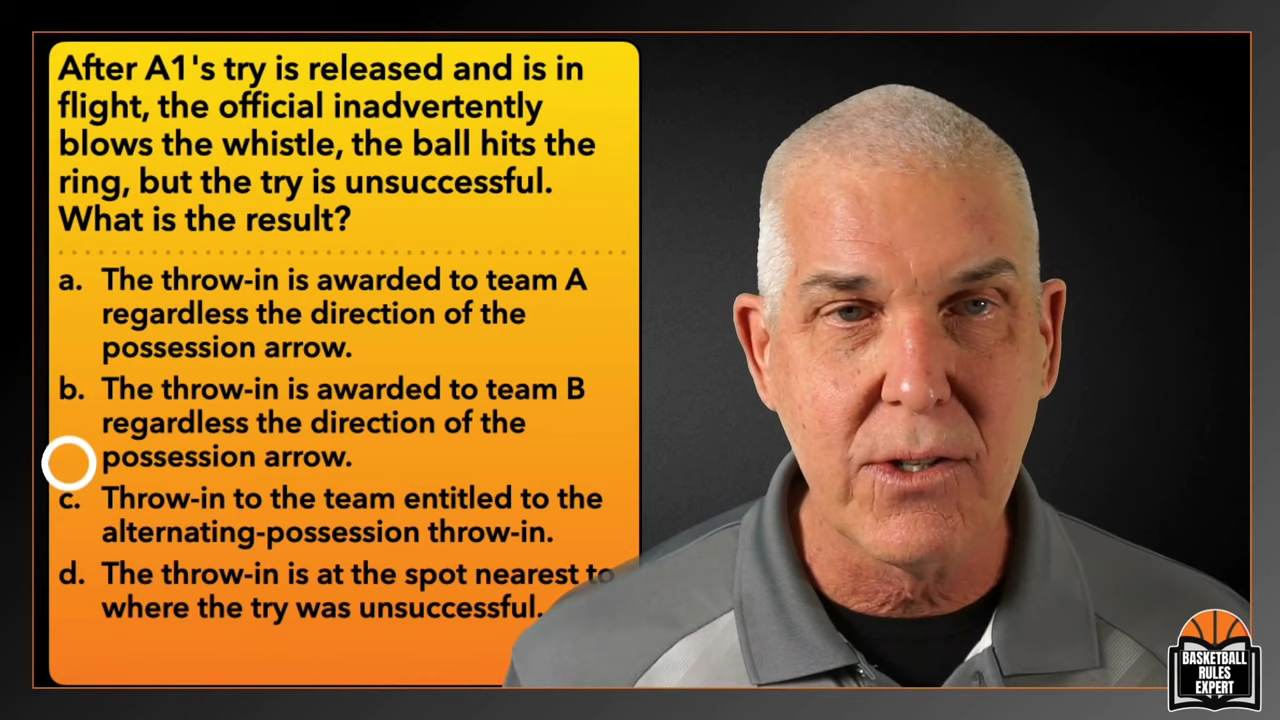 After A1's try is released and is in
flight, the official inadvertently
blows the whistle, the ball hits the
ring, but the try is unsuccessful.
What is the result?
a. The throw-in is awarded to team A
regardless the direction of the
possession arrow.
b. The throw-in is awarded to team B
regardless the direction of the
possession arrow.
c. Throw-in to the team entitled to the
alternating-possession throw-in.
d. The throw-in is at the spot nearest to
where the try was unsuccessful.
BASKETBALL
RULES
EXPERT